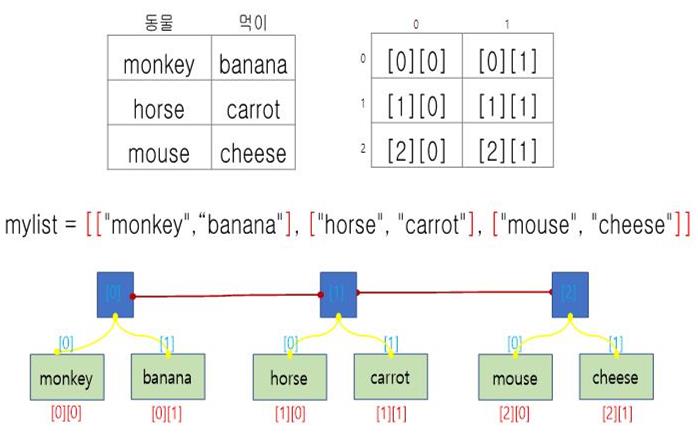 동물 먹이
monkey banana
horse carrot
mouse cheese
0 1
0 [0][0] [0][1]
1 [1][0] [1][1]
2 [2][0] [2][1]
mylist = [["monkey",“banana"], ["horse", "carrot"], ["mouse", "cheese"]]
[0] [1] [2]
[0] [1] [0] [1] [0] [1]
monkey banana horse carrot mouse cheese
[0][0] [0][1] [1][0] [1][1] [2][0] [2][1]